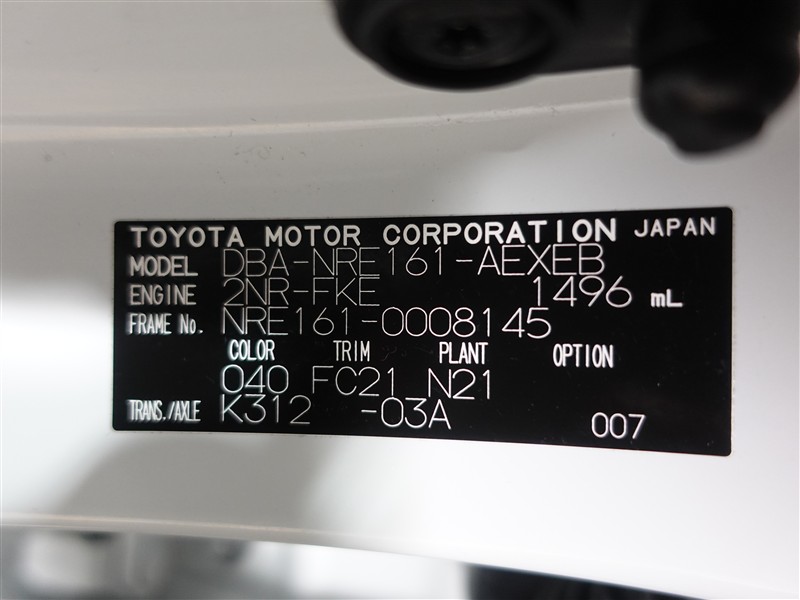 TOYOTA MOTOR CORPORATION JAPAN
MODEL DBA-NRE161-AEXEB
ENGINE 2NR-FKE 1496 mL
FRAME No. NRE161-0008145
COLOR TRIM PLANT OPTION
040 FC21 N21
TRANS./AXLE K312 -03A 007